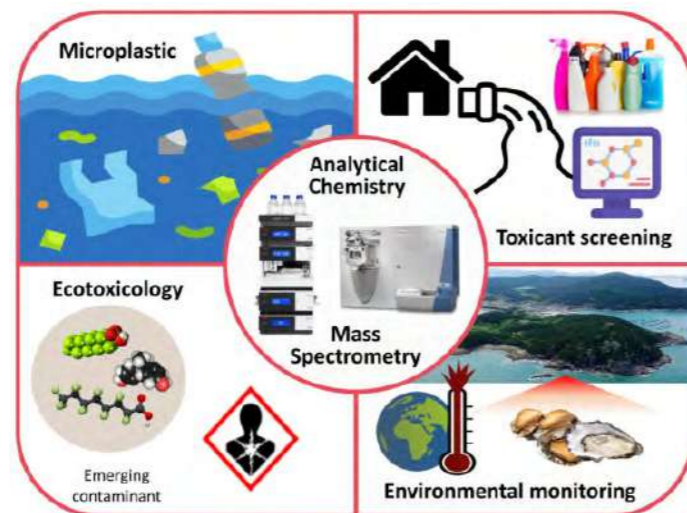 Microplastic
Analytical
Chemistry
Toxicant screening
Ecotoxicology
Mass
Spectrometry
Emerging
contaminant
Environmental monitoring